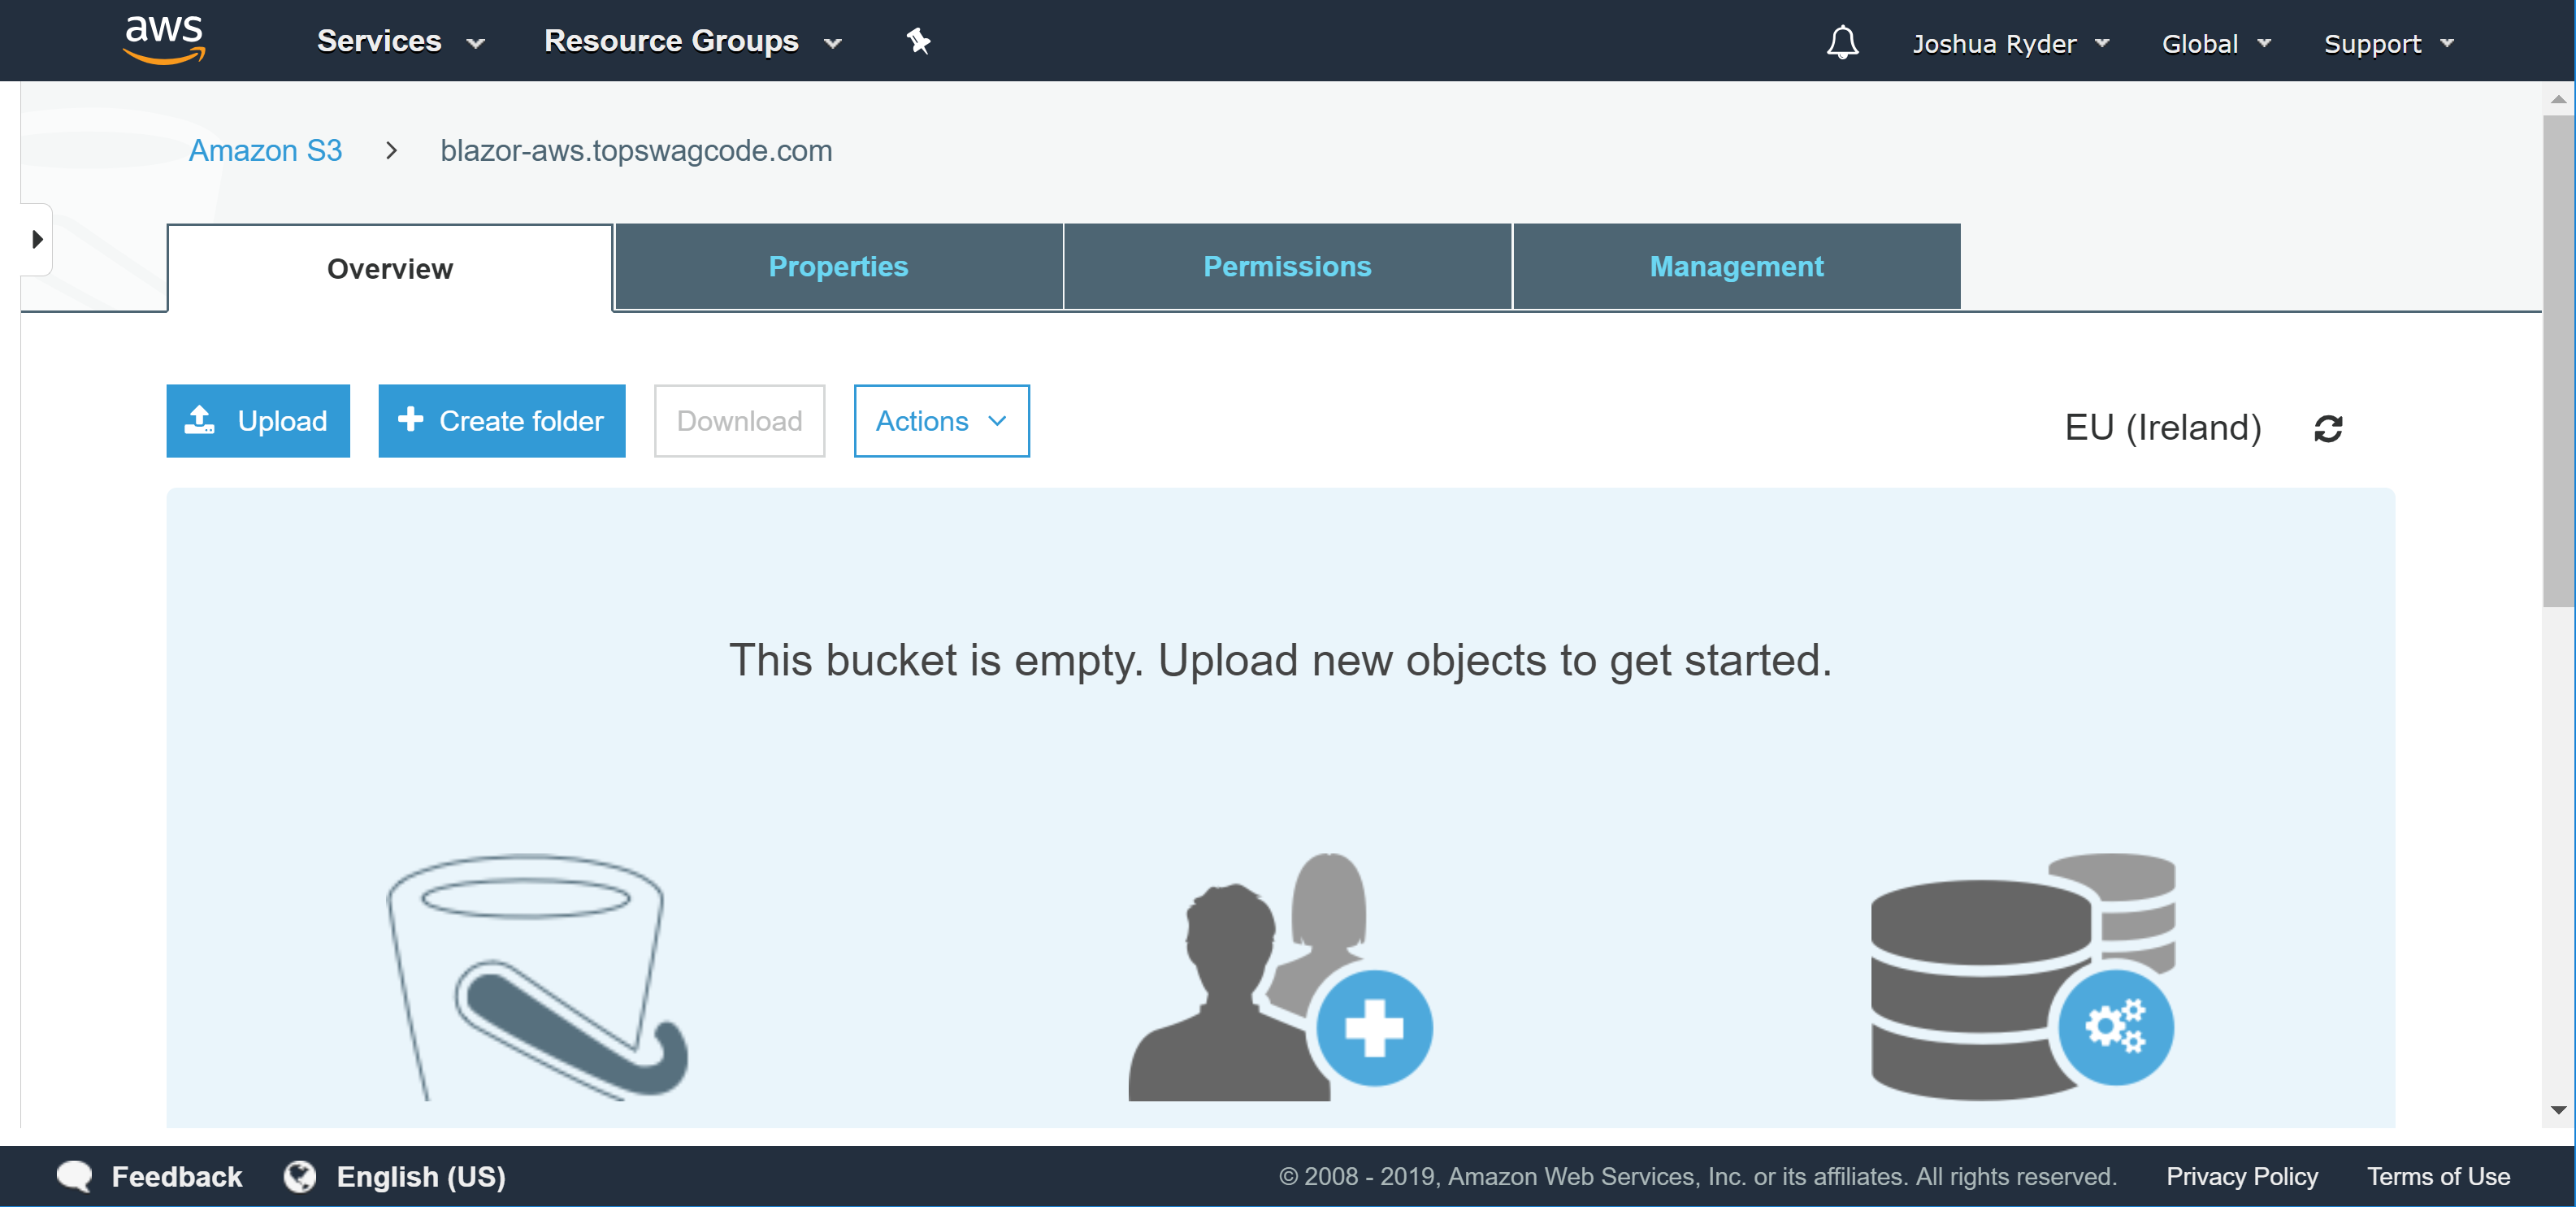 aws Services Resource Groups Joshua Ryder Global Support
Amazon S3 > blazor-aws.topswagcode.com
Overview Properties Permissions Management
Upload Create folder Download Actions EU (Ireland)
This bucket is empty. Upload new objects to get started.
Feedback English (US) © 2008 - 2019, Amazon Web Services, Inc. or its affiliates. All rights reserved. Privacy Policy Terms of Use